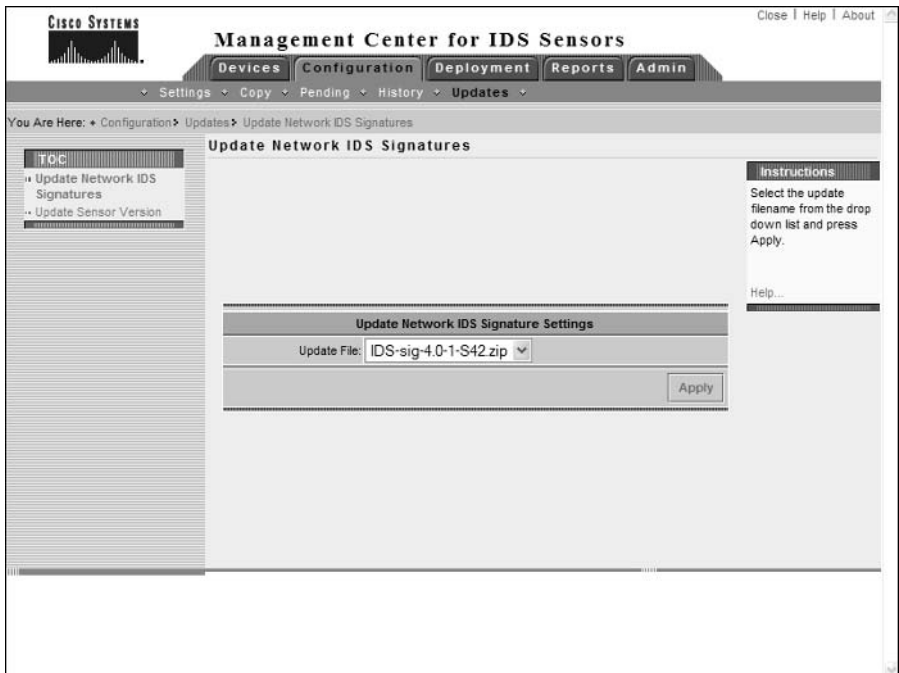 CISCO SYSTEMS
Close | Help | About
Management Center for IDS Sensors
Devices Configuration Deployment Reports Admin
Settings Copy Pending History Updates
You Are Here: Configuration Updates Update Network IDS Signatures
TOC
Update Network IDS
Signatures
Update Sensor Version
Update Network IDS Signatures
Update Network IDS Signature Settings
Update File: IDS-sig-4.0-1-S42.zip
Apply
Instructions
Select the update
filename from the drop
down list and press
Apply.
Help...